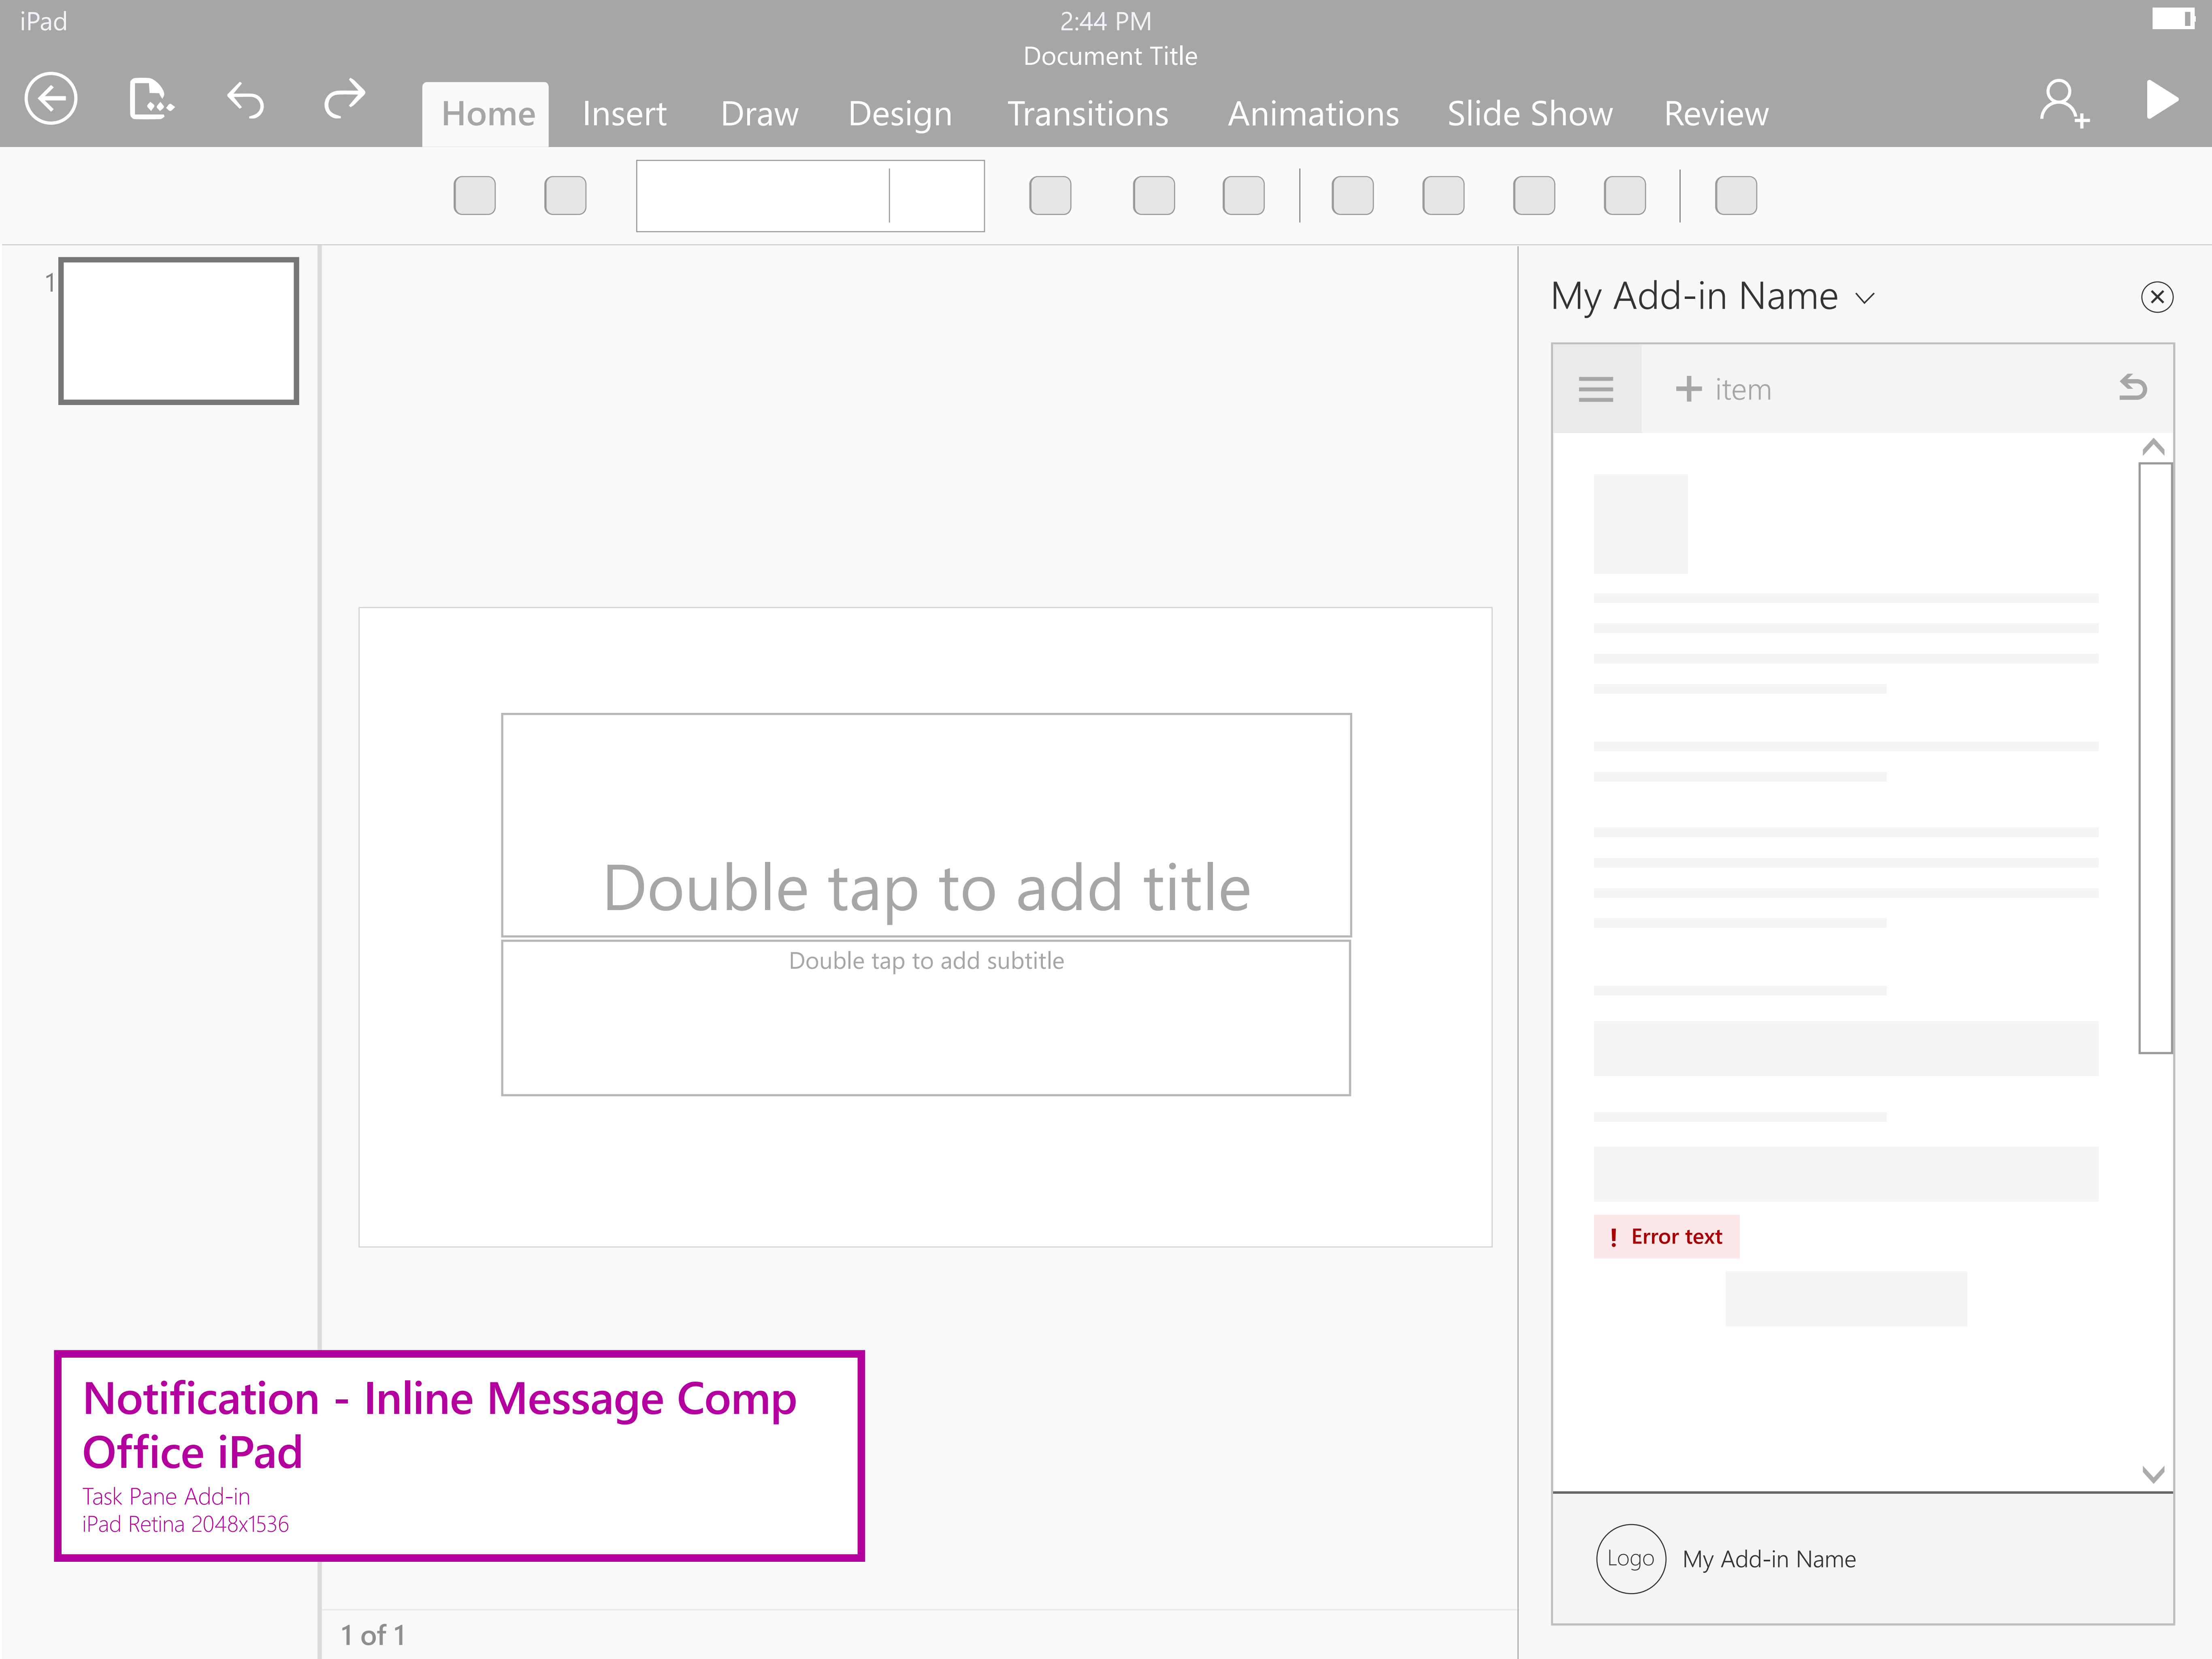 iPad
2:44 PM
Document Title
Home Insert Draw Design Transitions Animations Slide Show Review
1
My Add-in Name
item
Double tap to add title
Double tap to add subtitle
! Error text
Notification - Inline Message Comp
Office iPad
Task Pane Add-in
iPad Retina 2048x1536
Logo My Add-in Name
1 of 1